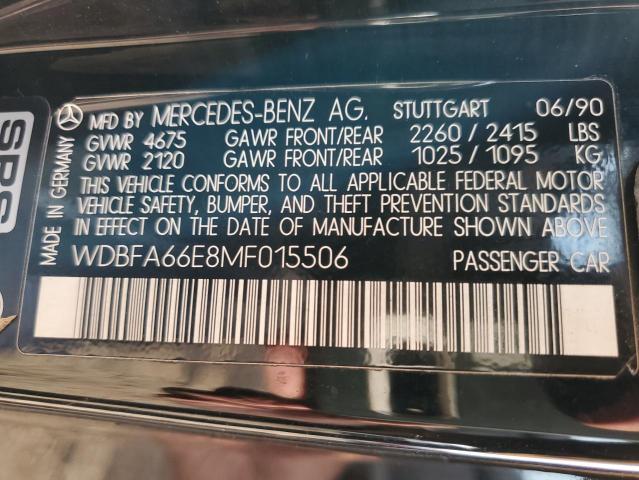 MFD BY MERCEDES-BENZ AG. STUTTGART 06/90
GVWR 4675 GAWR FRONT/REAR 2260 / 2415 LBS
GVWR 2120 GAWR FRONT/REAR 1025 / 1095 KG
THIS VEHICLE CONFORMS TO ALL APPLICABLE FEDERAL MOTOR
VEHICLE SAFETY, BUMPER, AND THEFT PREVENTION STANDARDS
IN EFFECT ON THE DATE OF MANUFACTURE SHOWN ABOVE
WDBFA66E8MF015506 PASSENGER CAR
MADE IN GERMANY
SRS